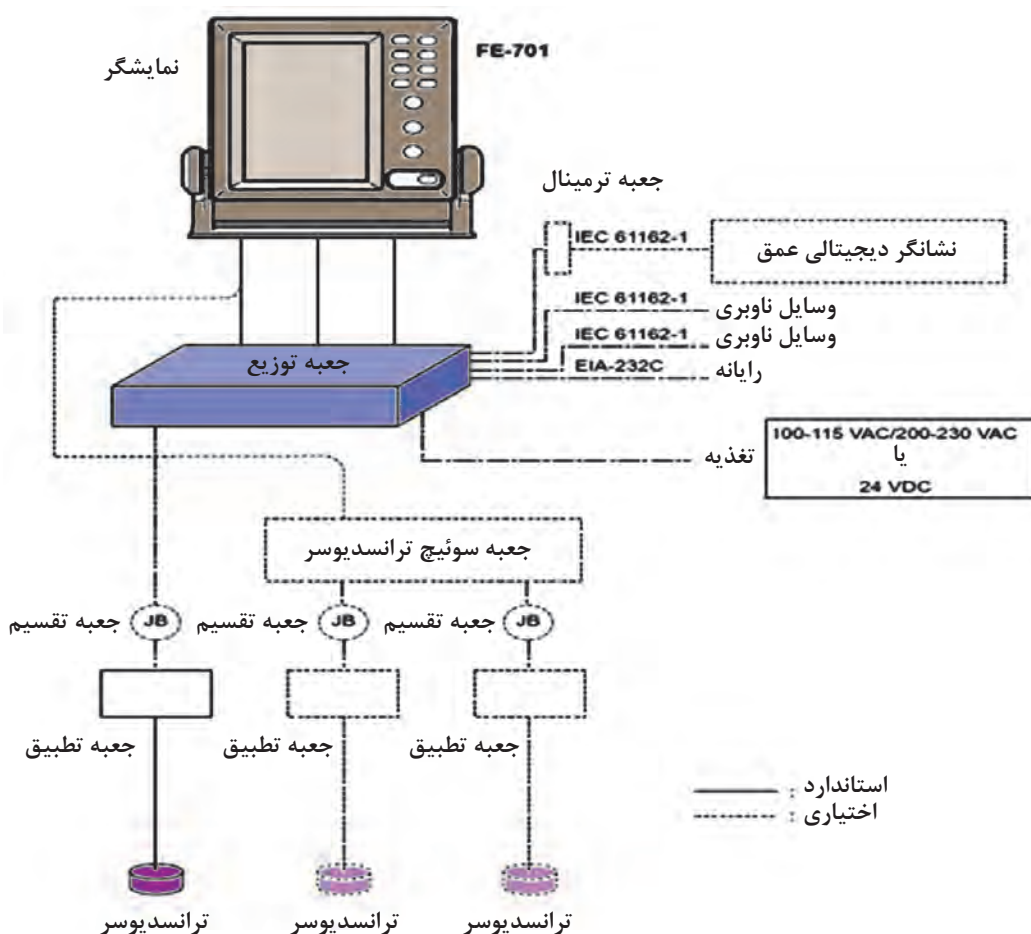 FE-701
نمایشگر
جعبه ترمینال
IEC 61162-1
نشانگر دیجیتالی عمق
IEC 61162-1
وسایل ناوبری
IEC 61162-1
وسایل ناوبری
EIA-232C
رایانه
جعبه توزیع
تغذیه
100-115 VAC/200-230 VAC
یا
24 VDC
جعبه سوئیچ ترانسدیوسر
JB جعبه تقسیم
JB جعبه تقسیم
JB جعبه تقسیم
جعبه تطبیق
جعبه تطبیق
جعبه تطبیق
استاندارد :
اختیاری :
ترانسدیوسر
ترانسدیوسر
ترانسدیوسر